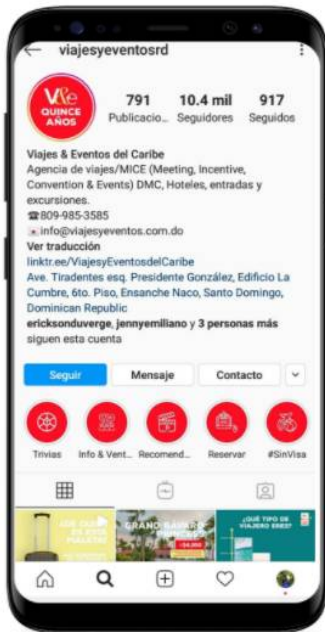 viajesyeventosrd
V&e
QUINCE
AÑOS
791 10.4 mil 917
Publicacio... Seguidores Seguidos
Viajes & Eventos del Caribe
Agencia de viajes/MICE (Meeting, Incentive,
Convention & Events) DMC, Hoteles, entradas y
excursiones.
☎809-985-3585
info@viajesyeventos.com.do
Ver traducción
linktr.ee/ViajesyEventosdelCaribe
Ave. Tiradentes esq. Presidente González, Edificio La
Cumbre, 6to. Piso, Ensanche Naco, Santo Domingo,
Dominican Republic
ericksonduverge, jennyemiliano y 3 personas más
siguen esta cuenta
Seguir Mensaje Contacto
Trivias Info & Vent... Recomend... Reservar #SinVisa
GRAND BÁVARO
PRINCESS
¿QUÉ TIPO DE
VIAJERO ERES?